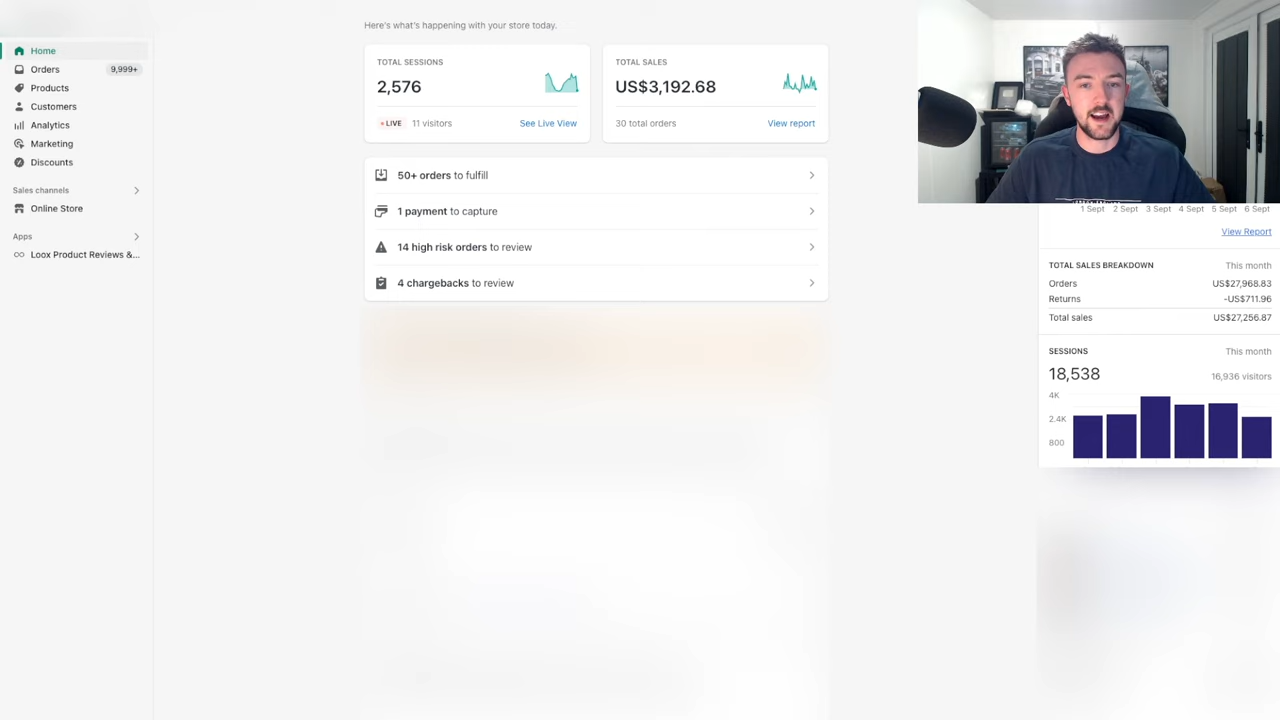 Here's what's happening with your store today.
Home
Orders 9,999+
Products
Customers
Analytics
Marketing
Discounts
Sales channels
Online Store
Apps
Loox Product Reviews &...
TOTAL SESSIONS
2,576
LIVE 11 visitors See Live View
TOTAL SALES
US$3,192.68
30 total orders View report
50+ orders to fulfill
1 payment to capture
14 high risk orders to review
4 chargebacks to review
1 Sept 2 Sept 3 Sept 4 Sept 5 Sept 6 Sept
View Report
TOTAL SALES BREAKDOWN This month
Orders US$27,968.83
Returns -US$711.96
Total sales US$27,256.87
SESSIONS This month
18,538 16,936 visitors
4K
2.4K
800